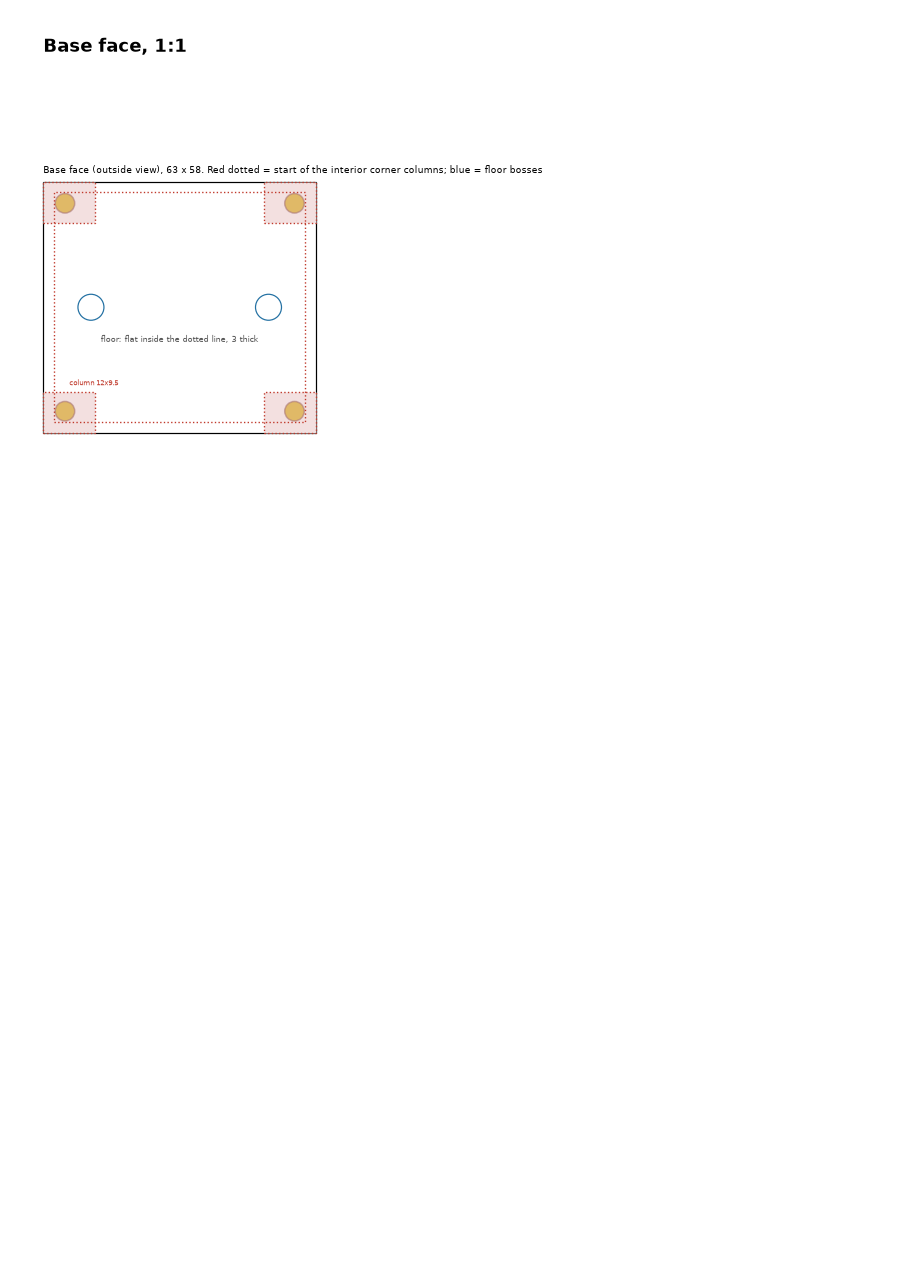 Base face, 1:1
Base face (outside view), 63 x 58. Red dotted = start of the interior corner columns; blue = floor bosses
floor: flat inside the dotted line, 3 thick
column 12x9.5